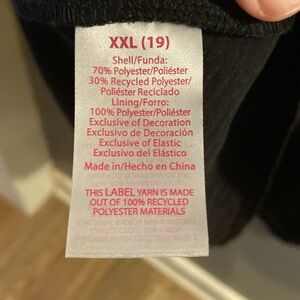 XXL (19)
Shell/Funda:
70% Polyester/Poliéster
30% Recycled Polyester/
Poliéster Reciclado
Lining/Forro:
100% Polyester/Poliéster
Exclusive of Decoration
Exclusivo de Decoración
Exclusive of Elastic
Exclusivo del Elástico
Made in/Hecho en China
THIS LABEL YARN IS MADE
OUT OF 100% RECYCLED
POLYESTER MATERIALS